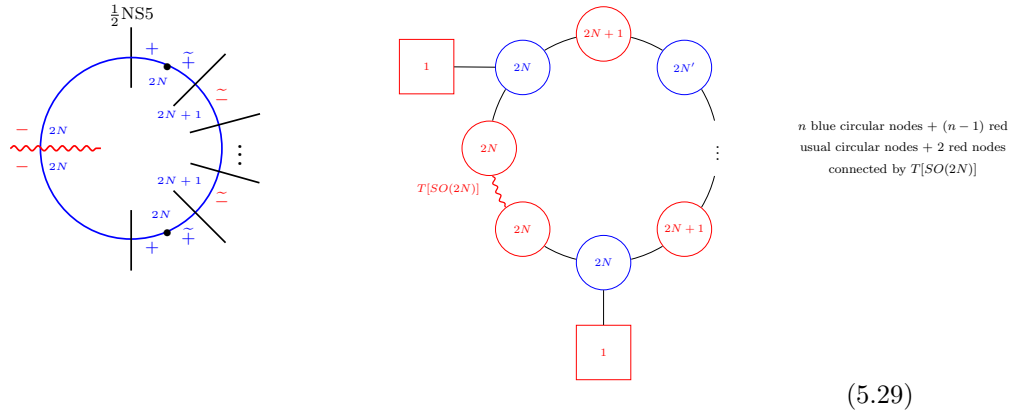 ½NS5
+
+̃
2N
−̃
2N + 1
−
2N
−
2N
⋮
2N + 1
−̃
2N
+
+̃
1
2N
2N + 1
2N′
2N
T[SO(2N)]
⋮
2N
2N
2N + 1
1
n blue circular nodes + (n − 1) red
usual circular nodes + 2 red nodes
connected by T[SO(2N)]
(5.29)